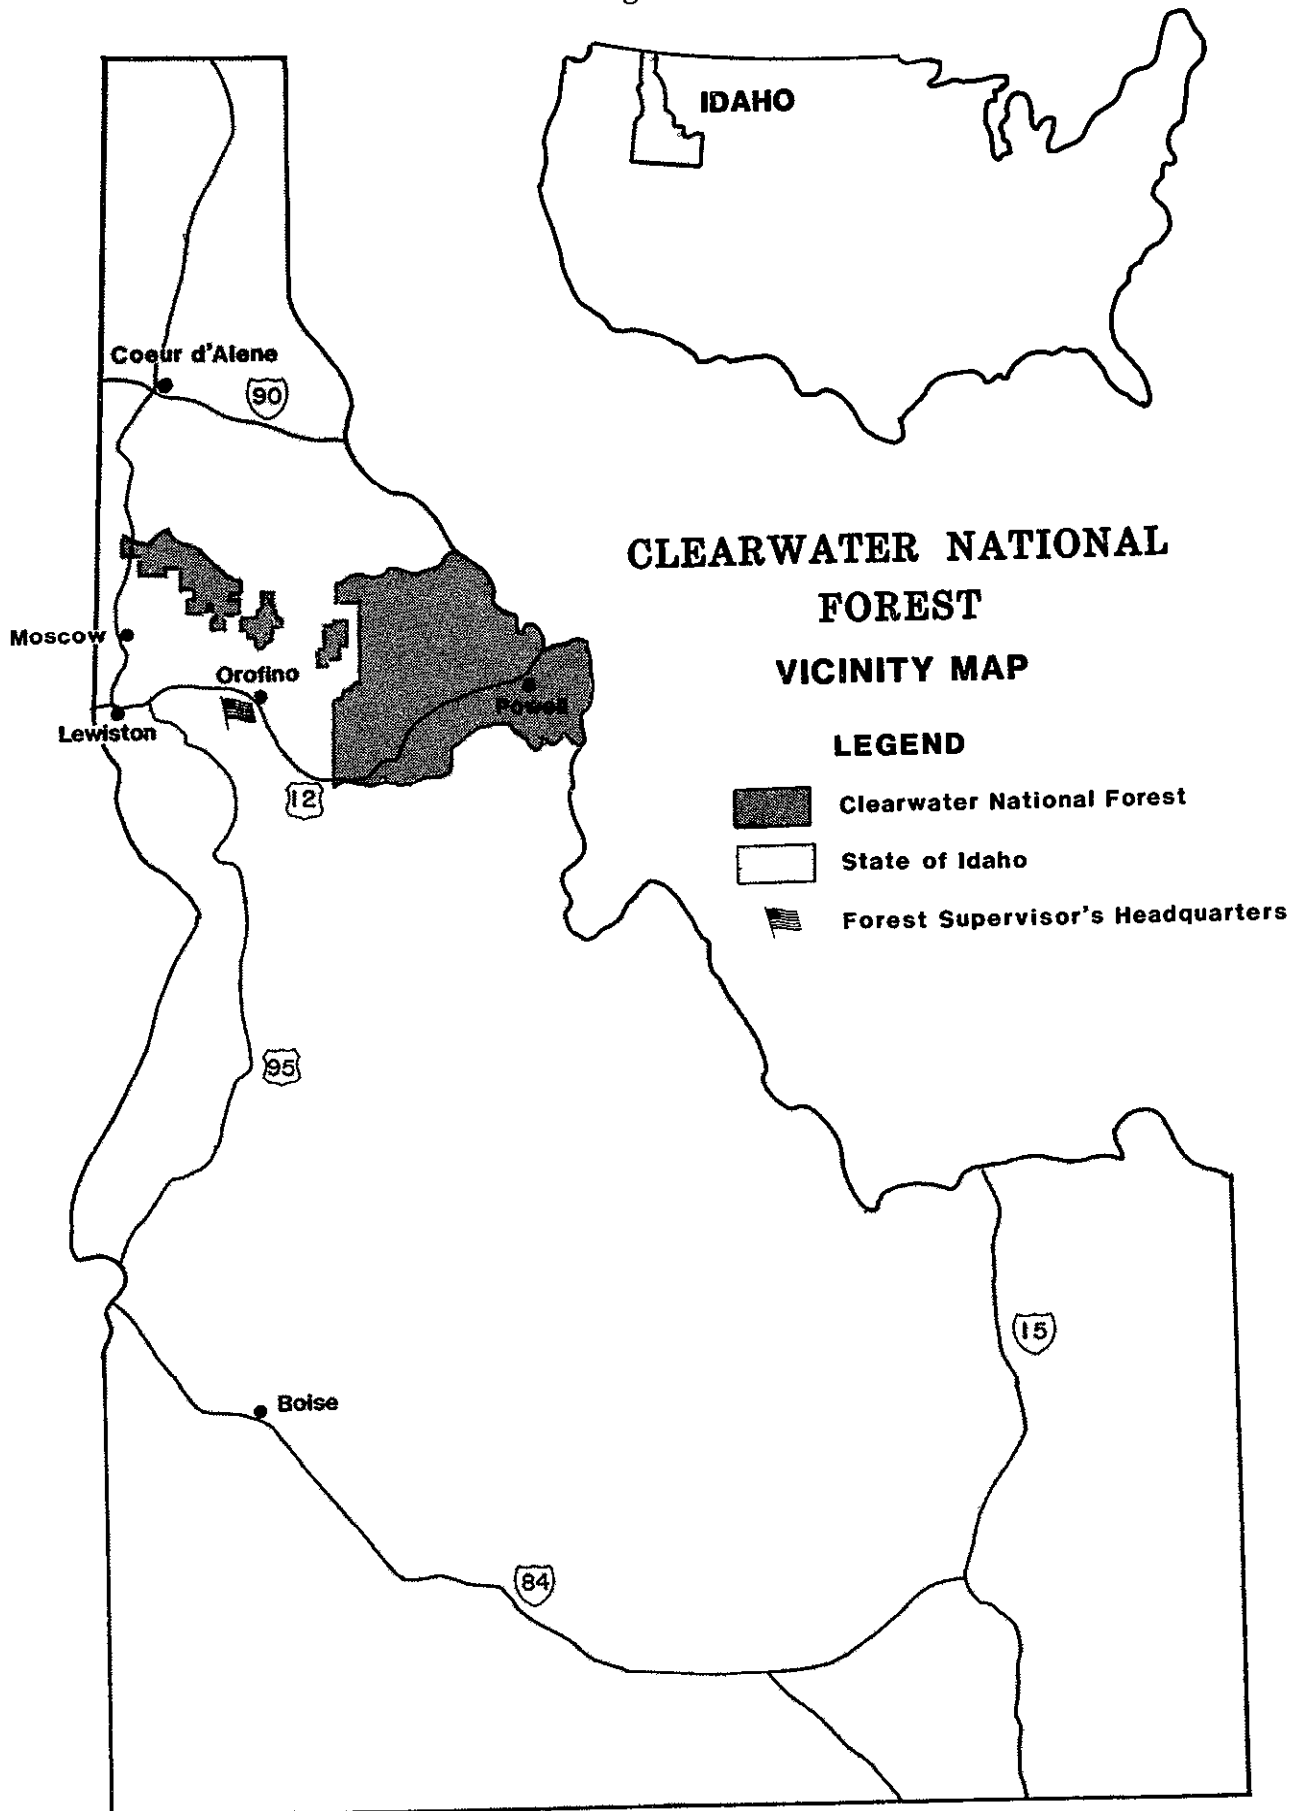 IDAHO
Coeur d'Alene
90
CLEARWATER NATIONAL
FOREST
VICINITY MAP
Moscow
Orofino
Powell
Lewiston
12
LEGEND
Clearwater National Forest
State of Idaho
Forest Supervisor's Headquarters
95
15
Boise
84